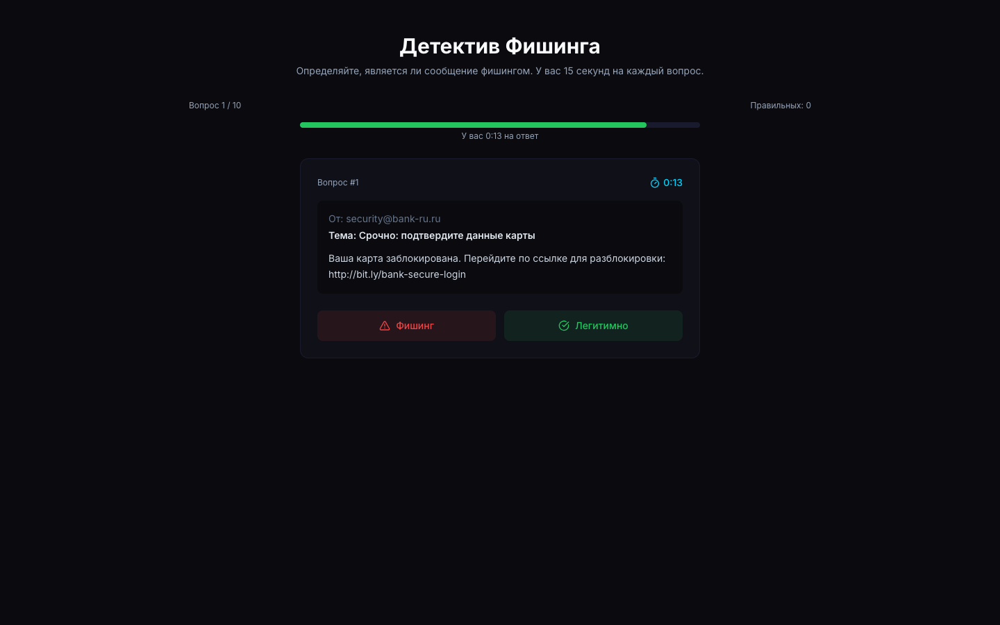 Детектив Фишинга
Определяйте, является ли сообщение фишингом. У вас 15 секунд на каждый вопрос.
Вопрос 1 / 10
Правильных: 0
У вас 0:13 на ответ
Вопрос #1
0:13
От: security@bank-ru.ru
Тема: Срочно: подтвердите данные карты
Ваша карта заблокирована. Перейдите по ссылке для разблокировки:
http://bit.ly/bank-secure-login
Фишинг
Легитимно